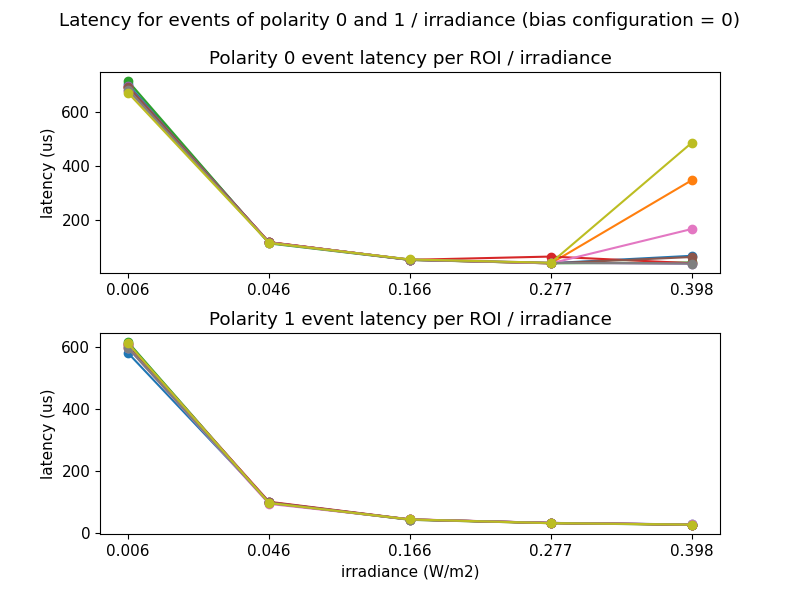 Latency for events of polarity 0 and 1 / irradiance (bias configuration = 0)
Polarity 0 event latency per ROI / irradiance
latency (us)
600
400
200
0.006 0.046 0.166 0.277 0.398
Polarity 1 event latency per ROI / irradiance
latency (us)
600
400
200
0
0.006 0.046 0.166 0.277 0.398
irradiance (W/m2)